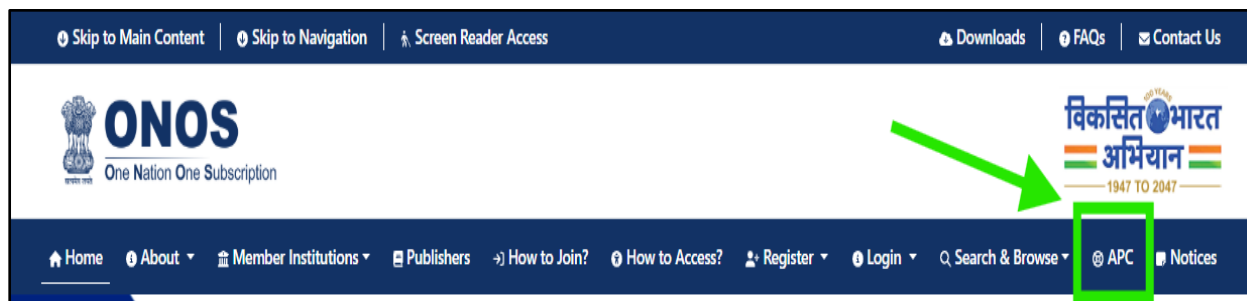 Skip to Main Content
Skip to Navigation
Screen Reader Access
Downloads
FAQs
Contact Us
ONOS
One Nation One Subscription
100 YEARS
विकसित भारत
अभियान
1947 TO 2047
Home
About
Member Institutions
Publishers
How to Join?
How to Access?
Register
Login
Search & Browse
APC
Notices